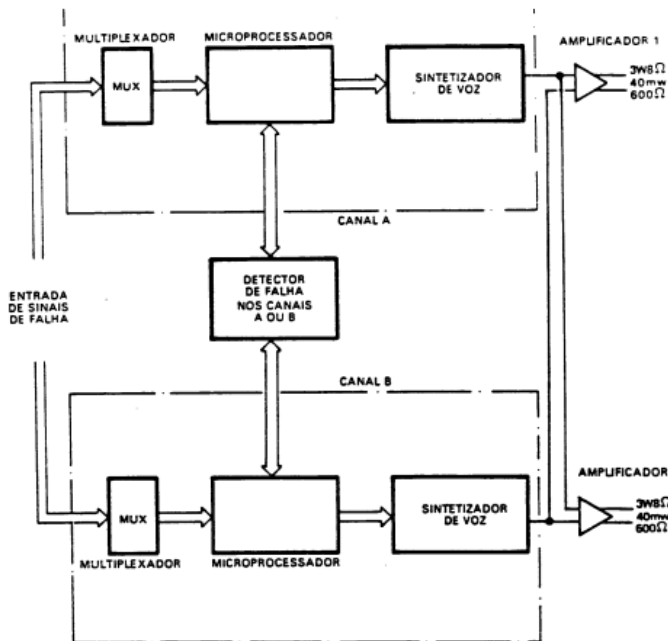 MULTIPLEXADOR
MICROPROCESSADOR
AMPLIFICADOR 1
MUX
SINTETIZADOR
DE VOZ
3W8Ω
40mw
600Ω
CANAL A
ENTRADA
DE SINAIS
DE FALHA
DETECTOR
DE FALHA
NOS CANAIS
A OU B
CANAL B
AMPLIFICADOR
MUX
SINTETIZADOR
DE VOZ
3W8Ω
40mw
600Ω
MULTIPLEXADOR
MICROPROCESSADOR